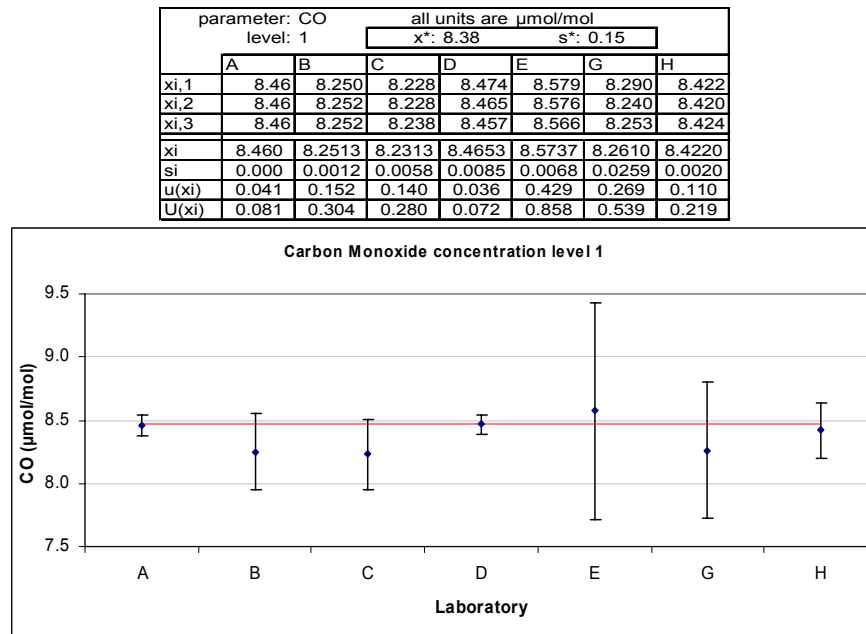 parameter: CO all units are µmol/mol
level: 1 x*: 8.38 s*: 0.15
A B C D E G H
xi,1 8.46 8.250 8.228 8.474 8.579 8.290 8.422
xi,2 8.46 8.252 8.228 8.465 8.576 8.240 8.420
xi,3 8.46 8.252 8.238 8.457 8.566 8.253 8.424
xi 8.460 8.2513 8.2313 8.4653 8.5737 8.2610 8.4220
si 0.000 0.0012 0.0058 0.0085 0.0068 0.0259 0.0020
u(xi) 0.041 0.152 0.140 0.036 0.429 0.269 0.110
U(xi) 0.081 0.304 0.280 0.072 0.858 0.539 0.219
Carbon Monoxide concentration level 1
9.5
9.0
8.5
8.0
7.5
CO (µmol/mol)
A B C D E G H
Laboratory